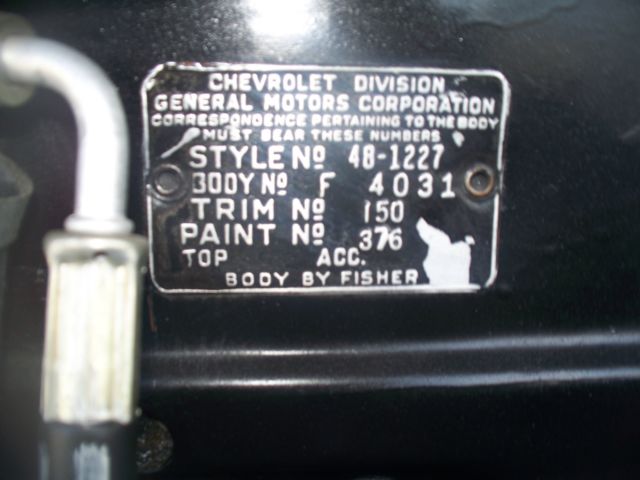 CHEVROLET DIVISION
GENERAL MOTORS CORPORATION
CORRESPONDENCE PERTAINING TO THE BODY
MUST BEAR THESE NUMBERS
STYLE NO 48-1227
BODY NO F 4031
TRIM NO 150
PAINT NO 376
TOP ACC.
BODY BY FISHER